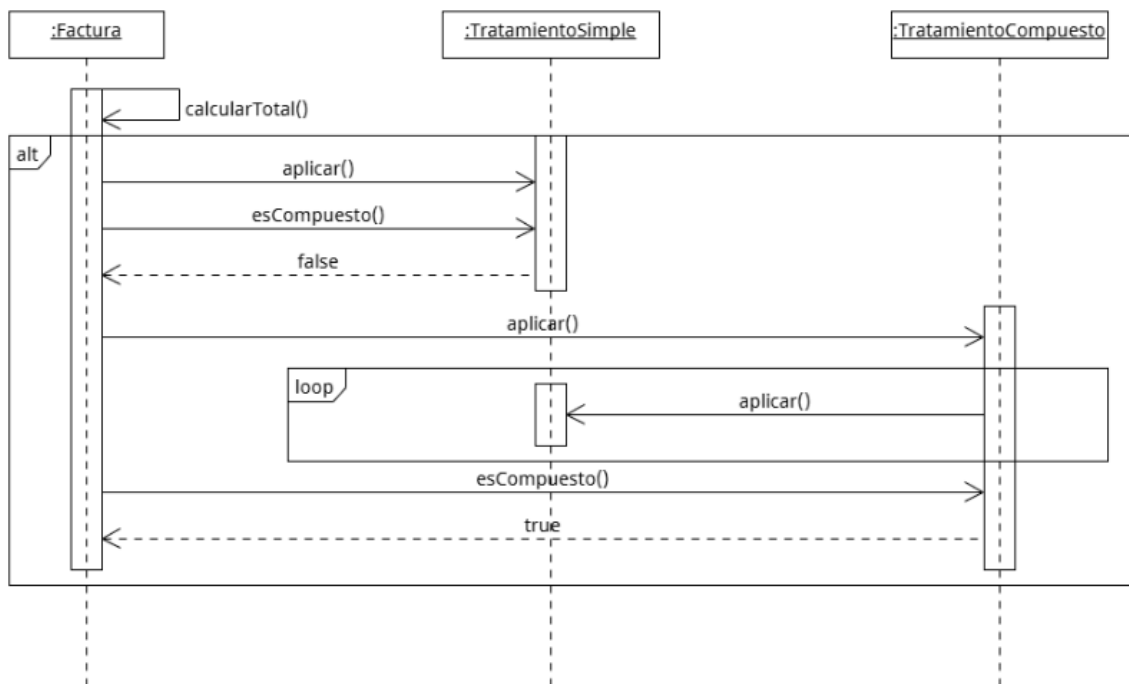 :Factura
:TratamientoSimple
:TratamientoCompuesto
calcularTotal()
alt
aplicar()
esCompuesto()
false
aplicar()
loop
aplicar()
esCompuesto()
true